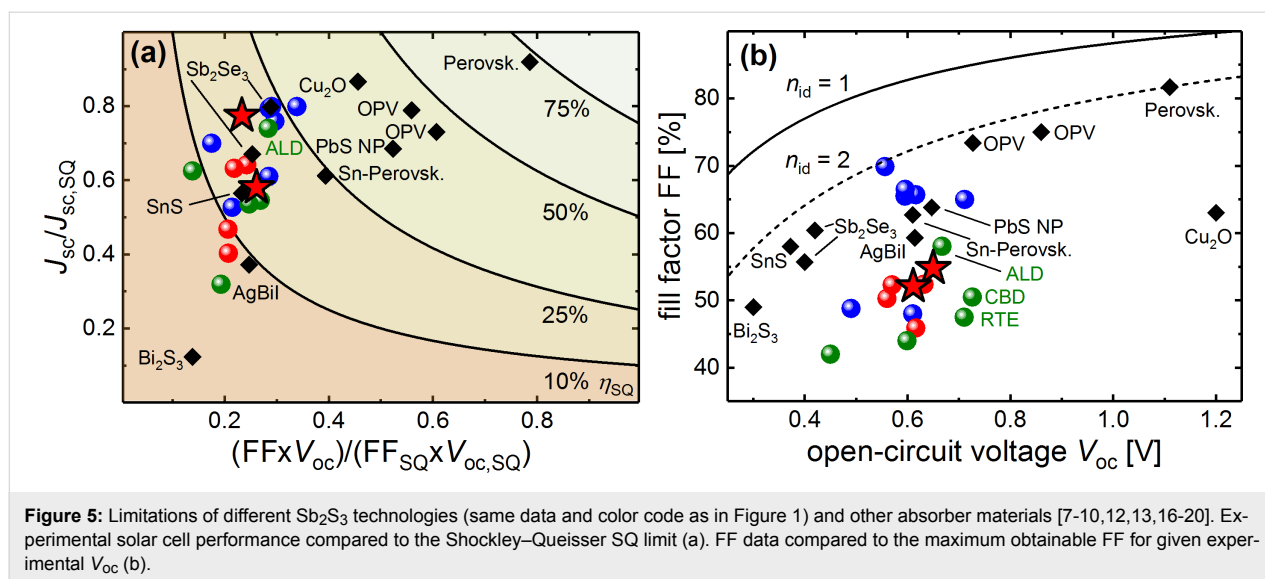 (a)
Sb₂Se₃
Cu₂O
Perovsk.
OPV
75%
OPV
ALD
PbS NP
Sn-Perovsk.
50%
SnS
AgBiI
25%
Bi₂S₃
10% ηSQ
0.8
0.6
0.4
0.2
Jsc/Jsc,SQ
0.2 0.4 0.6 0.8
(FFxVoc)/(FFSQxVoc,SQ)
(b)
nid = 1
Perovsk.
nid = 2
OPV
OPV
PbS NP
Sb₂Se₃
Sn-Perovsk.
SnS
AgBiI
Cu₂O
ALD
CBD
RTE
Bi₂S₃
80
70
60
50
40
fill factor FF [%]
0.4 0.6 0.8 1.0 1.2
open-circuit voltage Voc [V]
Figure 5: Limitations of different Sb₂S₃ technologies (same data and color code as in Figure 1) and other absorber materials [7-10,12,13,16-20]. Ex-
perimental solar cell performance compared to the Shockley–Queisser SQ limit (a). FF data compared to the maximum obtainable FF for given exper-
imental Voc (b).